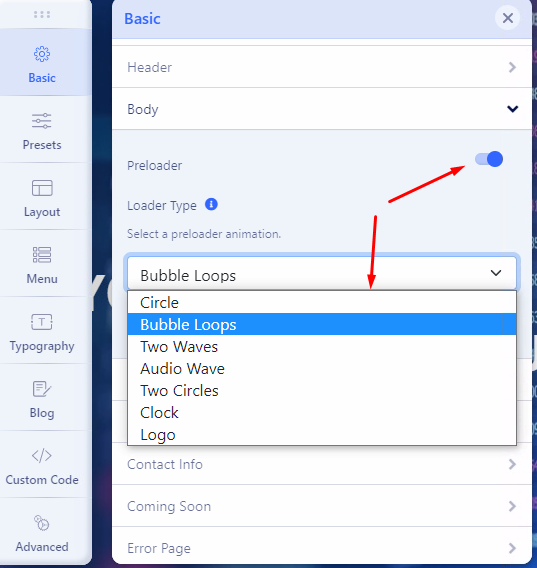 Basic
Presets
Layout
Menu
Typography
Blog
Custom Code
Advanced
Basic
Header
Body
Preloader
Loader Type
Select a preloader animation.
Bubble Loops
Circle
Bubble Loops
Two Waves
Audio Wave
Two Circles
Clock
Logo
Contact Info
Coming Soon
Error Page